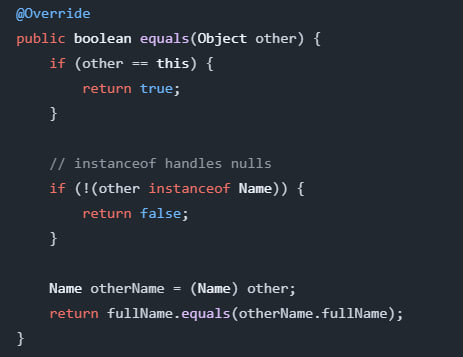 @Override
public boolean equals(Object other) {
    if (other == this) {
        return true;
    }

    // instanceof handles nulls
    if (!(other instanceof Name)) {
        return false;
    }

    Name otherName = (Name) other;
    return fullName.equals(otherName.fullName);
}